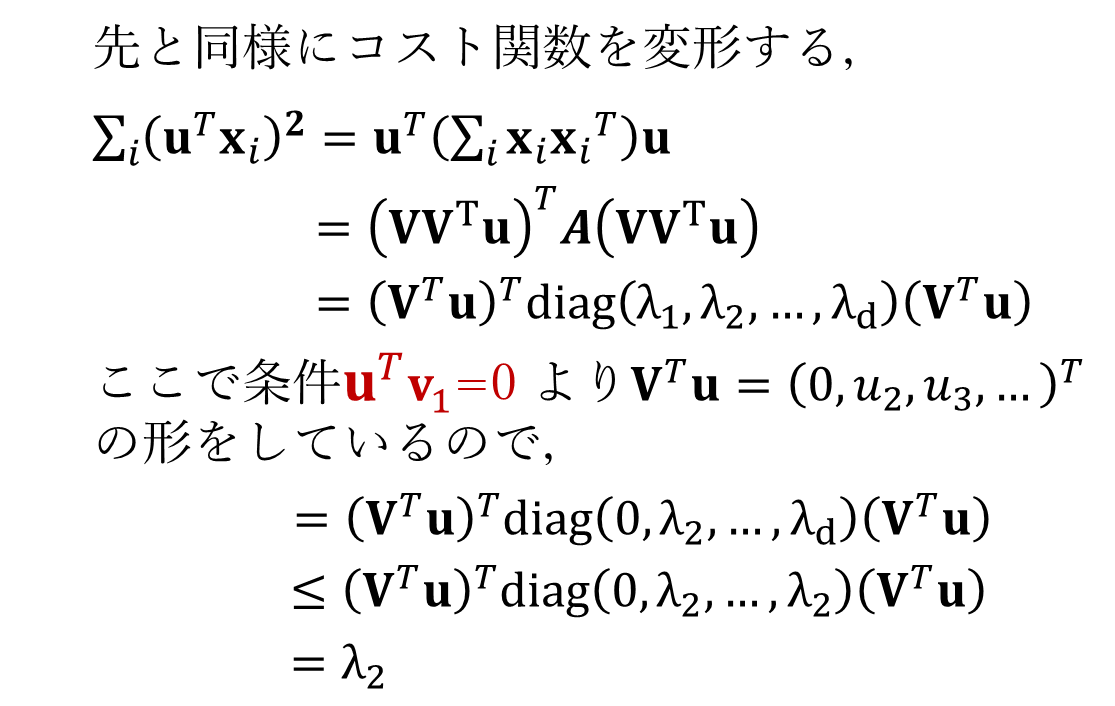 先と同様にコスト関数を変形する,
∑ᵢ(𝐮ᵀ𝐱ᵢ)² = 𝐮ᵀ(∑ᵢ 𝐱ᵢ𝐱ᵢᵀ)𝐮
= (𝐕𝐕ᵀ𝐮)ᵀ𝑨(𝐕𝐕ᵀ𝐮)
= (𝐕ᵀ𝐮)ᵀdiag(λ₁, λ₂, … , λ_d)(𝐕ᵀ𝐮)
ここで条件𝐮ᵀ𝐯₁=0 より𝐕ᵀ𝐮 = (0, 𝑢₂, 𝑢₃, … )ᵀ
の形をしているので,
= (𝐕ᵀ𝐮)ᵀdiag(0, λ₂, … , λ_d)(𝐕ᵀ𝐮)
≤ (𝐕ᵀ𝐮)ᵀdiag(0, λ₂, … , λ₂)(𝐕ᵀ𝐮)
= λ₂